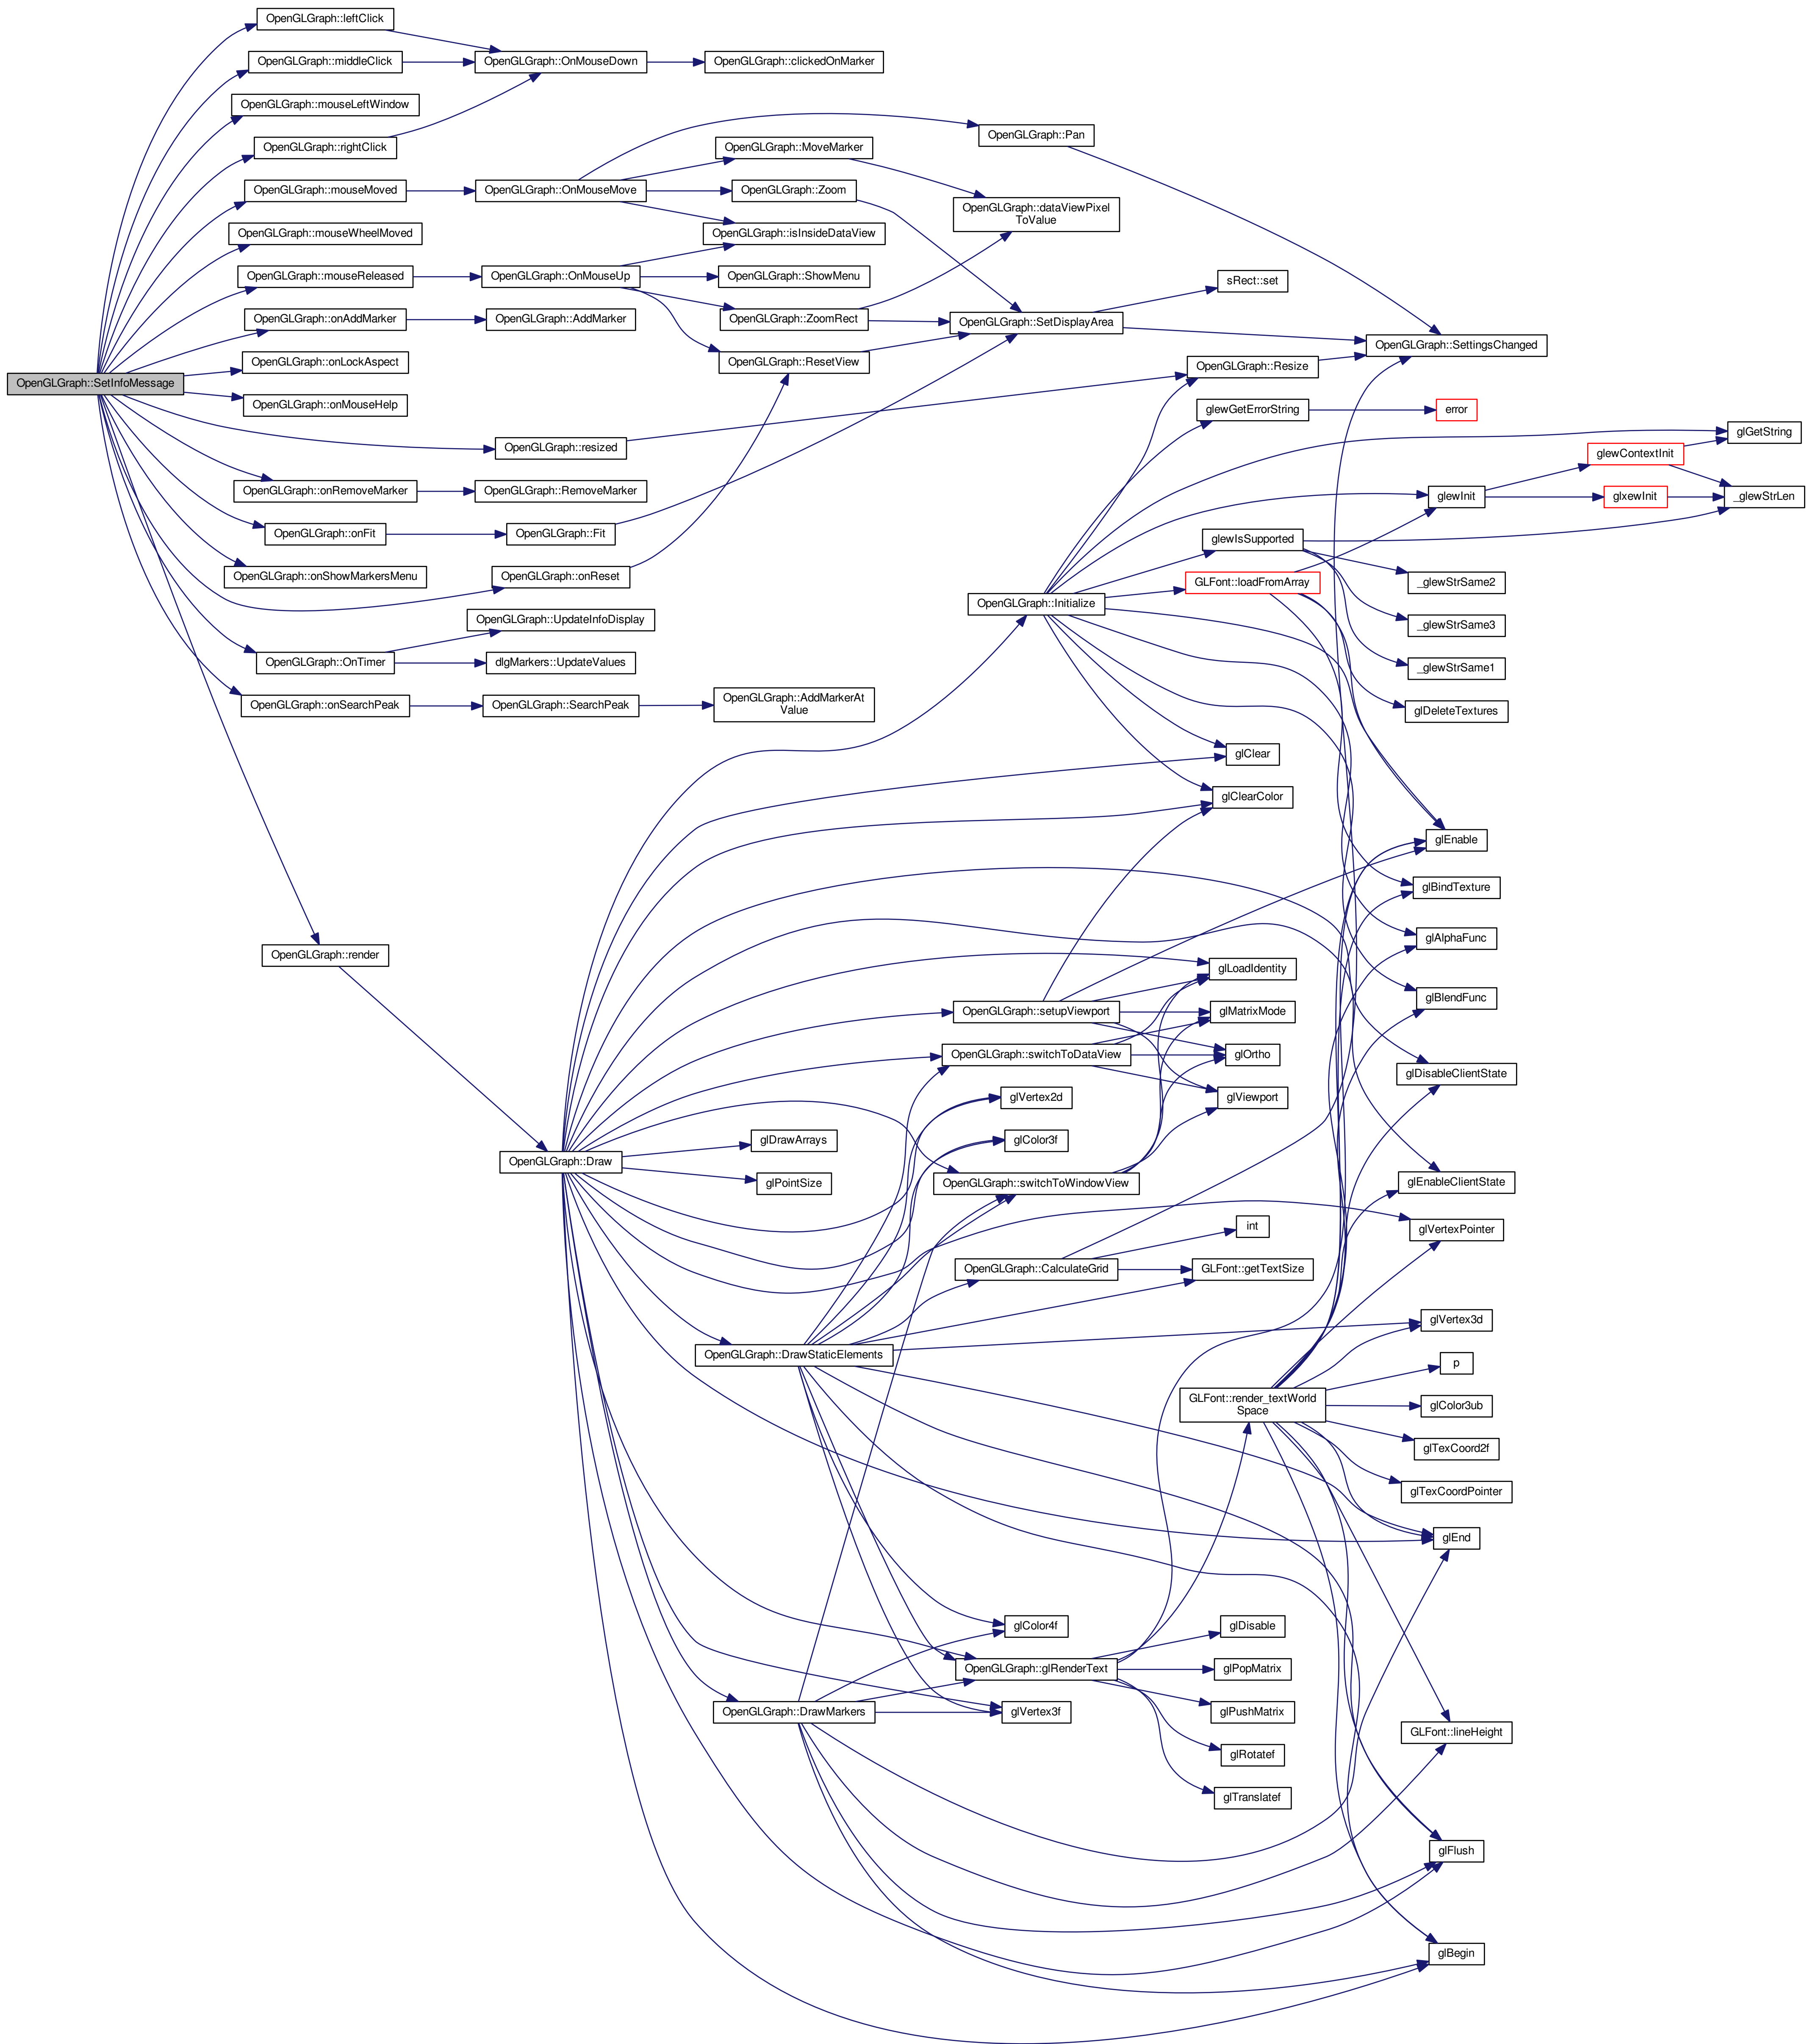 OpenGLGraph::SetInfoMessage
OpenGLGraph::leftClick
OpenGLGraph::middleClick
OpenGLGraph::mouseLeftWindow
OpenGLGraph::rightClick
OpenGLGraph::mouseMoved
OpenGLGraph::mouseWheelMoved
OpenGLGraph::mouseReleased
OpenGLGraph::onAddMarker
OpenGLGraph::onLockAspect
OpenGLGraph::onMouseHelp
OpenGLGraph::resized
OpenGLGraph::onRemoveMarker
OpenGLGraph::onFit
OpenGLGraph::onShowMarkersMenu
OpenGLGraph::onReset
OpenGLGraph::OnTimer
OpenGLGraph::onSearchPeak
OpenGLGraph::render
OpenGLGraph::OnMouseDown
OpenGLGraph::OnMouseMove
OpenGLGraph::OnMouseUp
OpenGLGraph::AddMarker
OpenGLGraph::RemoveMarker
OpenGLGraph::Fit
OpenGLGraph::UpdateInfoDisplay
dlgMarkers::UpdateValues
OpenGLGraph::SearchPeak
OpenGLGraph::Draw
OpenGLGraph::clickedOnMarker
OpenGLGraph::MoveMarker
OpenGLGraph::Zoom
OpenGLGraph::isInsideDataView
OpenGLGraph::ShowMenu
OpenGLGraph::ZoomRect
OpenGLGraph::ResetView
OpenGLGraph::AddMarkerAt
Value
glDrawArrays
glPointSize
OpenGLGraph::DrawStaticElements
OpenGLGraph::DrawMarkers
OpenGLGraph::Pan
OpenGLGraph::dataViewPixel
ToValue
OpenGLGraph::SetDisplayArea
OpenGLGraph::Initialize
OpenGLGraph::setupViewport
OpenGLGraph::switchToDataView
glVertex2d
glColor3f
OpenGLGraph::switchToWindowView
OpenGLGraph::CalculateGrid
glColor4f
OpenGLGraph::glRenderText
glVertex3f
sRect::set
OpenGLGraph::Resize
glewGetErrorString
glewIsSupported
GLFont::loadFromArray
glClear
glClearColor
glLoadIdentity
glMatrixMode
glOrtho
glViewport
int
GLFont::getTextSize
GLFont::render_textWorld
Space
glDisable
glPopMatrix
glPushMatrix
glRotatef
glTranslatef
OpenGLGraph::SettingsChanged
error
glewInit
_glewStrSame2
_glewStrSame3
_glewStrSame1
glDeleteTextures
glEnable
glBindTexture
glAlphaFunc
glBlendFunc
glDisableClientState
glEnableClientState
glVertexPointer
glVertex3d
p
glColor3ub
glTexCoord2f
glTexCoordPointer
glEnd
GLFont::lineHeight
glFlush
glBegin
glewContextInit
glxewInit
glGetString
_glewStrLen